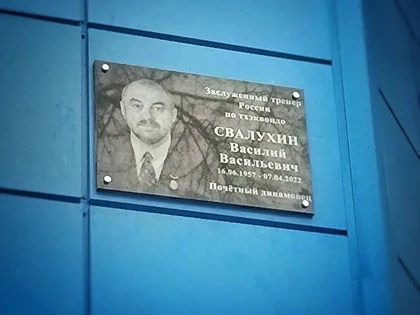 Заслуженный тренер
России
по тхэквондо
СВАЛУХИН
Василий
Васильевич
16.06.1957 - 07.04.2022
Почётный динамовец